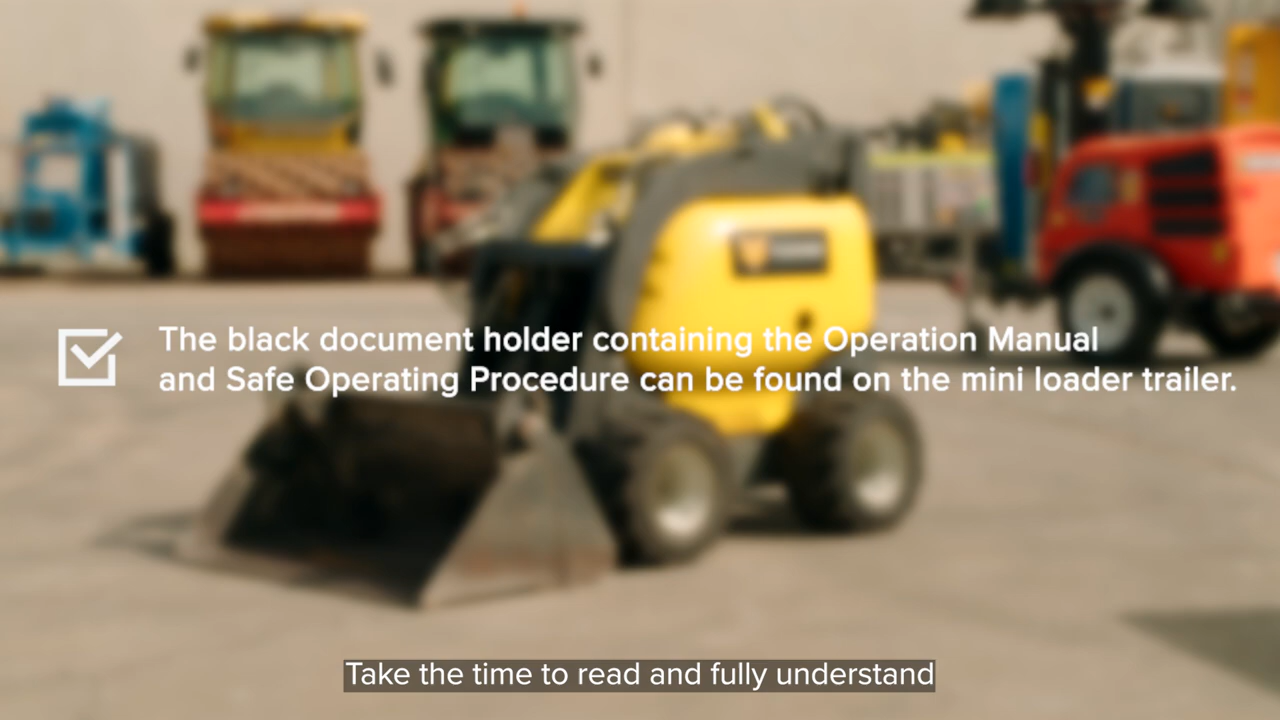 The black document holder containing the Operation Manual
and Safe Operating Procedure can be found on the mini loader trailer.
Take the time to read and fully understand